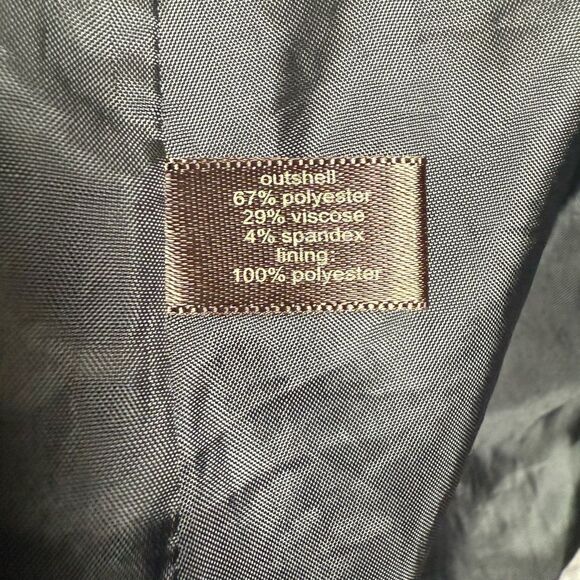 outshell
67% polyester
29% viscose
4% spandex
lining
100% polyester